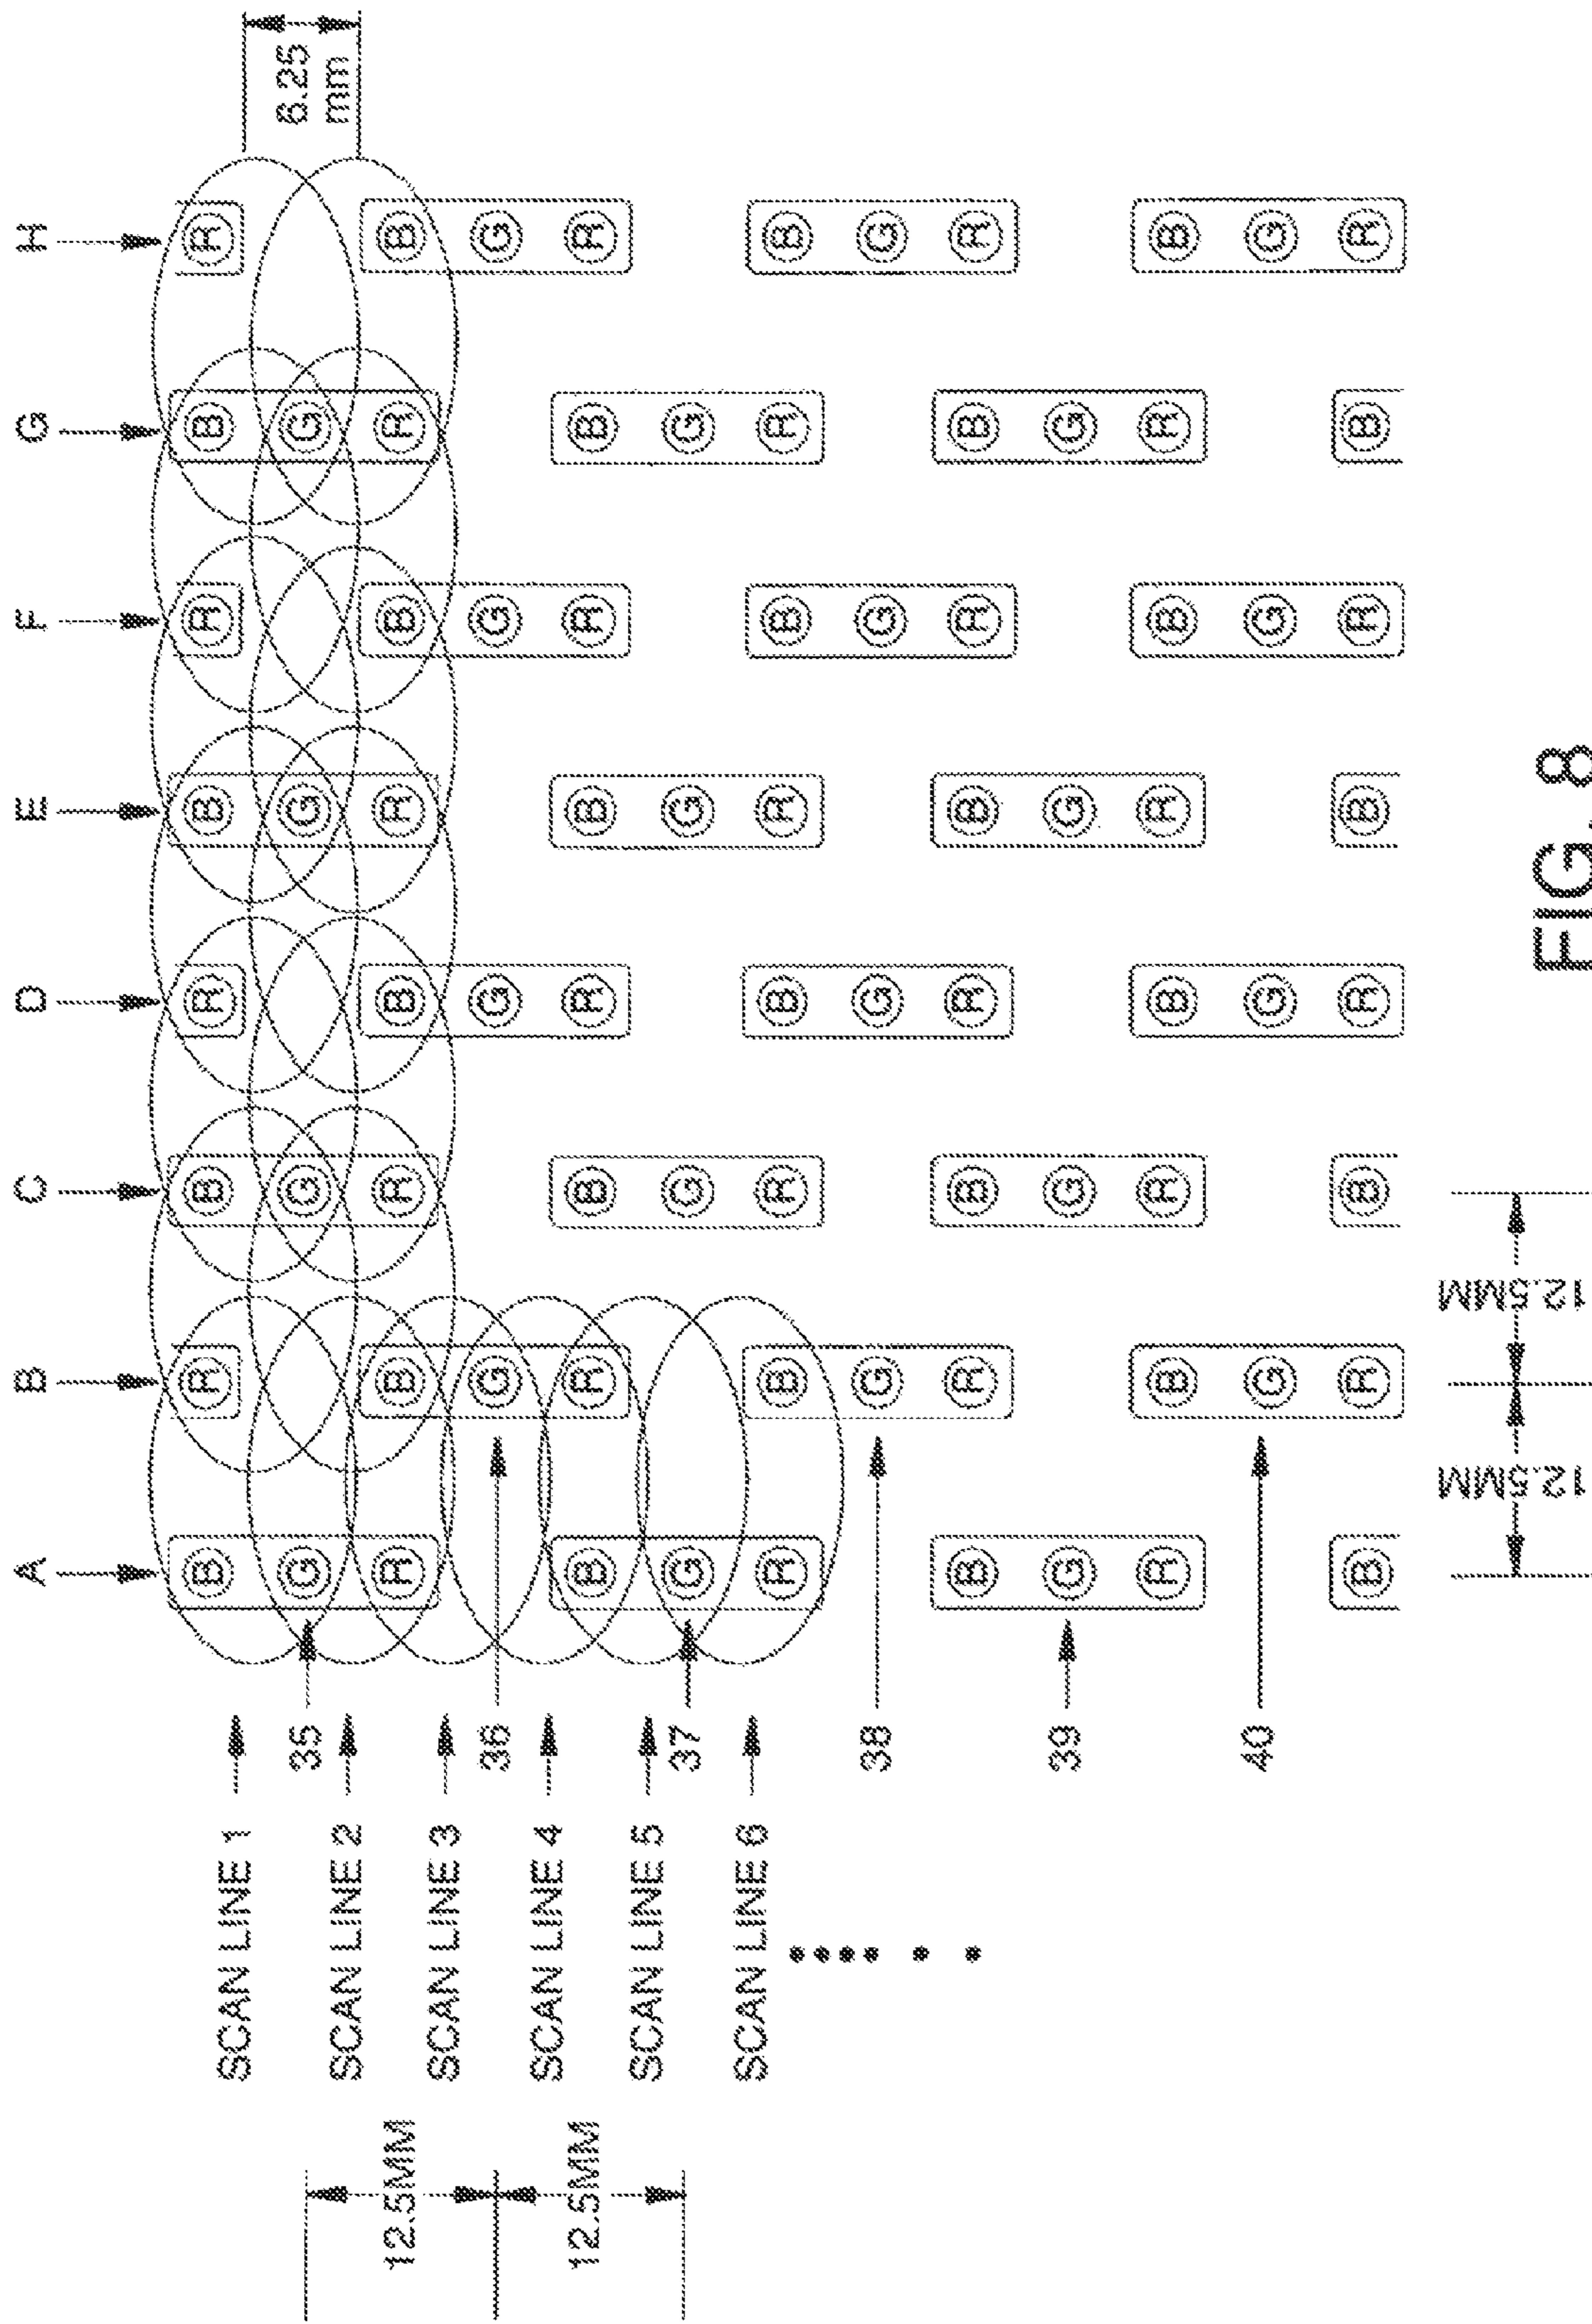 A B C D E F G H
SCAN LINE 1 B R B R B R B R
6.25
mm
35 G G G G
SCAN LINE 2
12.5MM R B R B R B R B
SCAN LINE 3
36 G G G G
SCAN LINE 4
12.5MM B R B R B R B R
SCAN LINE 5
37 G G G G
SCAN LINE 6
R B R B R B R B
38 G G G G
B R B R B R B R
39 G G G G
R B R B R B R B
40 G G G G
B R B R B R B R
12.5MM 12.5MM
FIG. 8